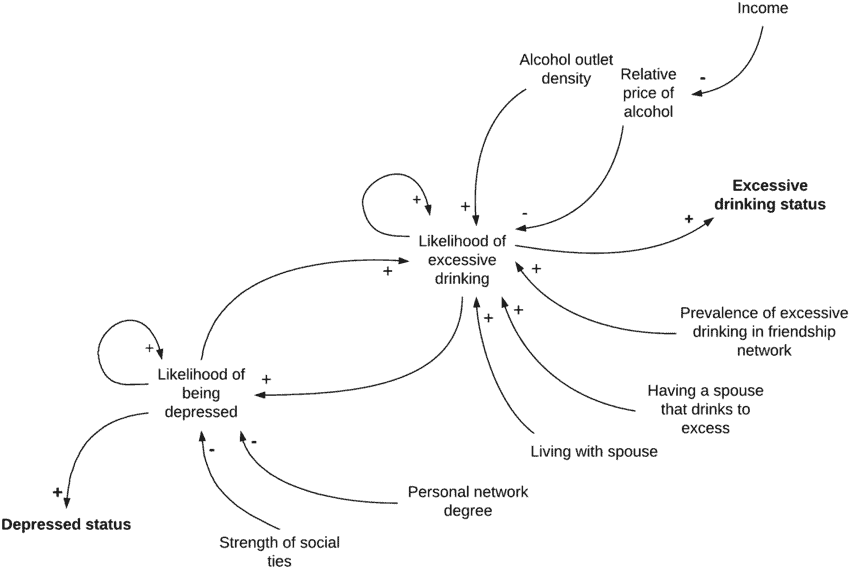 Income
Alcohol outlet
density
Relative
price of
alcohol
-
+
+
-
Excessive
drinking status
+
Likelihood of
excessive
drinking
+
+
Prevalence of excessive
drinking in friendship
network
+
+
+
Likelihood of
being
depressed
+
Having a spouse
that drinks to
excess
Living with spouse
-
-
+
Personal network
degree
Depressed status
Strength of social
ties